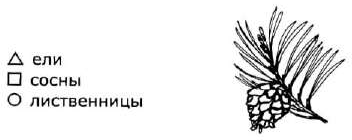 △ ели
□ сосны
○ лиственницы